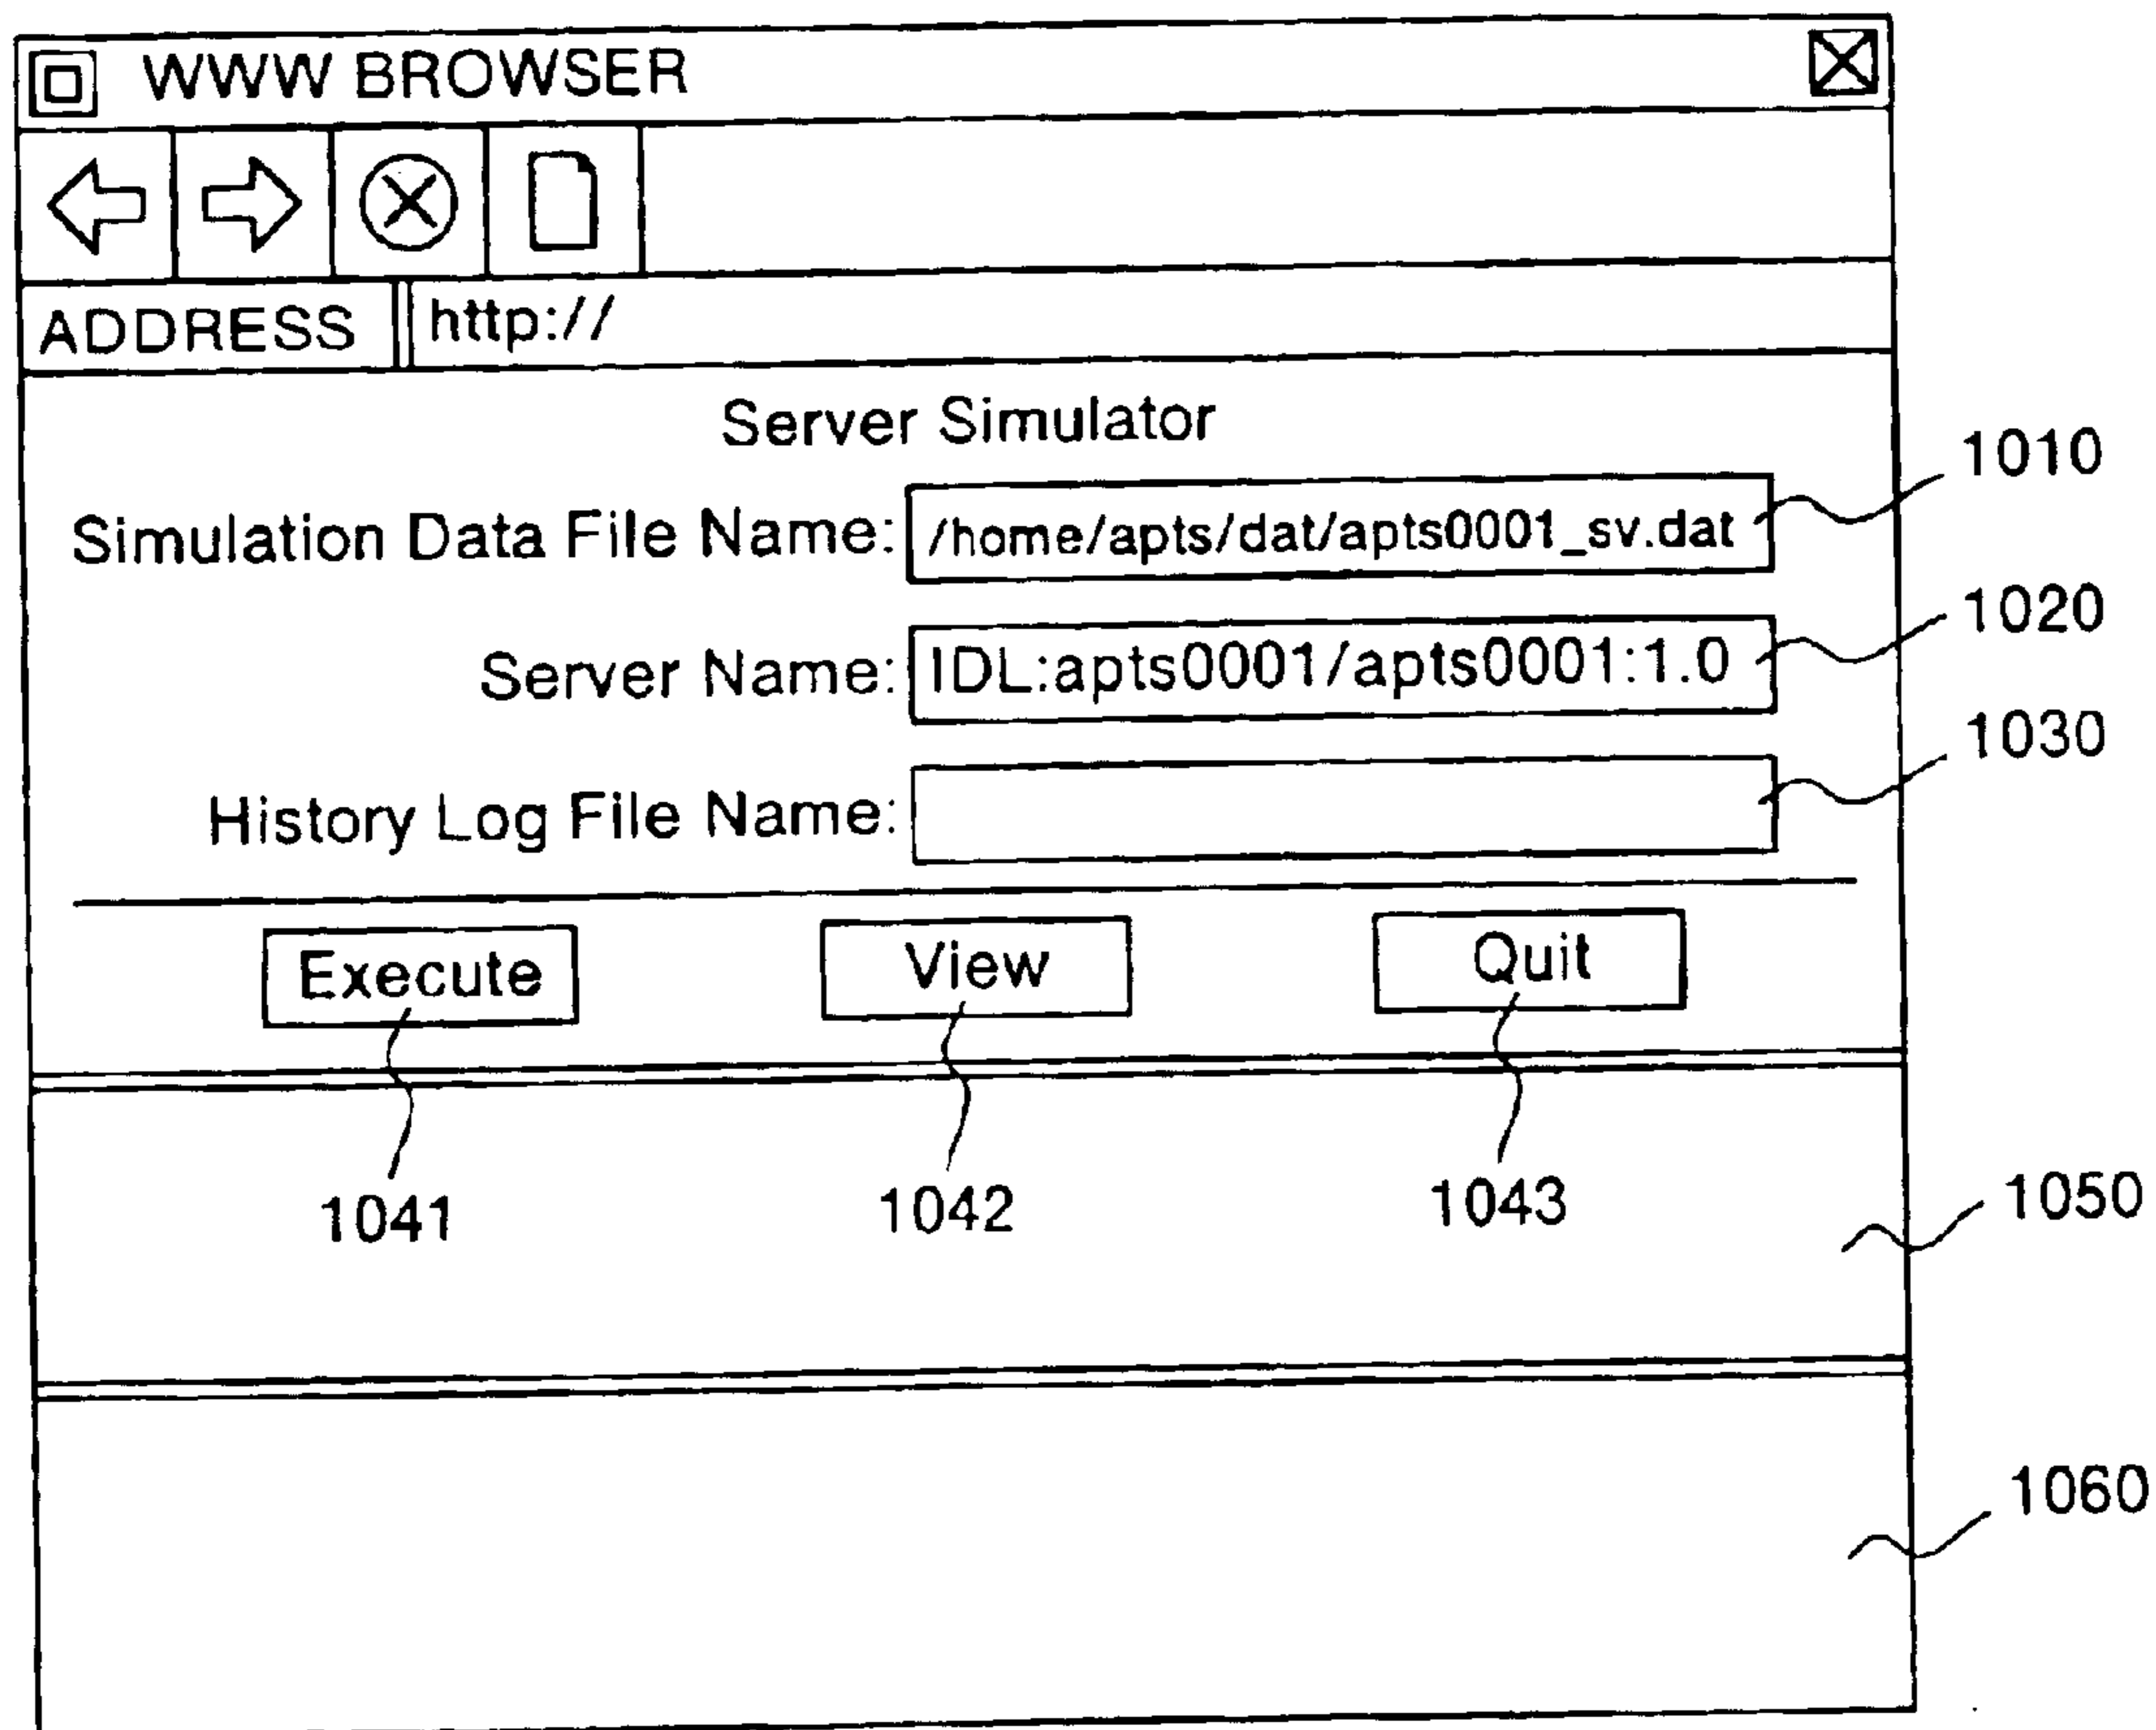 WWW BROWSER
ADDRESS http://
Server Simulator
1010
Simulation Data File Name: /home/apts/dat/apts0001_sv.dat
1020
Server Name: IDL:apts0001/apts0001:1.0
1030
History Log File Name:
Execute View Quit
1041 1042 1043
1050
1060